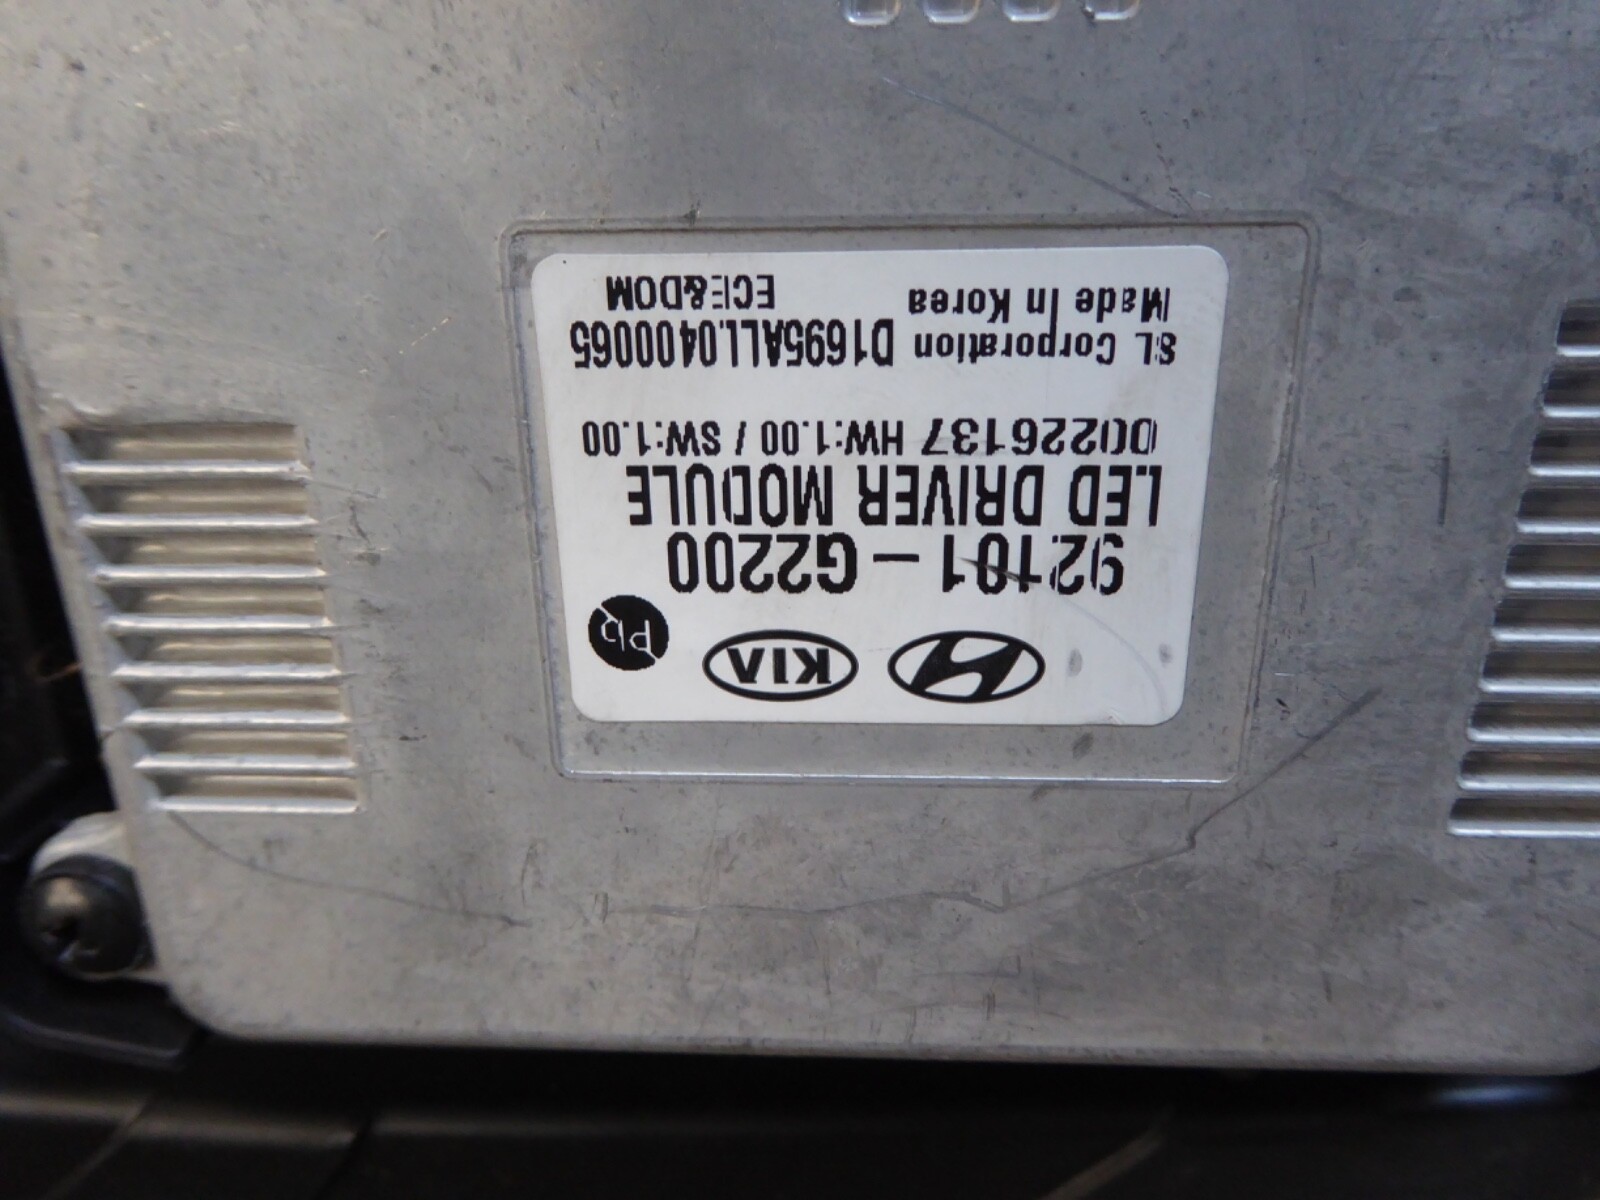 KIA
Pb
92101-G2200
LED DRIVER MODULE
D0226137 HW:1.00 / SW:1.00
SL Corporation D1695ALL0400065
Made In Korea ECE&DOM